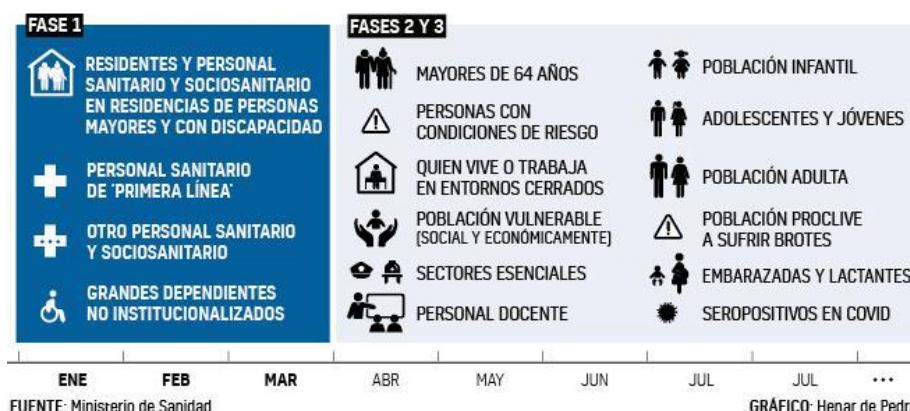 FASE 1
RESIDENTES Y PERSONAL
SANITARIO Y SOCIOSANITARIO
EN RESIDENCIAS DE PERSONAS
MAYORES Y CON DISCAPACIDAD
PERSONAL SANITARIO
DE "PRIMERA LÍNEA"
OTRO PERSONAL SANITARIO
Y SOCIOSANITARIO
GRANDES DEPENDIENTES
NO INSTITUCIONALIZADOS
FASES 2 Y 3
MAYORES DE 64 AÑOS
PERSONAS CON
CONDICIONES DE RIESGO
QUIEN VIVE O TRABAJA
EN ENTORNOS CERRADOS
POBLACIÓN VULNERABLE
(SOCIAL Y ECONÓMICAMENTE)
SECTORES ESENCIALES
PERSONAL DOCENTE
POBLACIÓN INFANTIL
ADOLESCENTES Y JÓVENES
POBLACIÓN ADULTA
POBLACIÓN PROCLIVE
A SUFRIR BROTES
EMBARAZADAS Y LACTANTES
SEROPOSITIVOS EN COVID
ENE FEB MAR ABR MAY JUN JUL JUL ...
FUENTE: Ministerio de Sanidad
GRÁFICO: Henar de Pedr